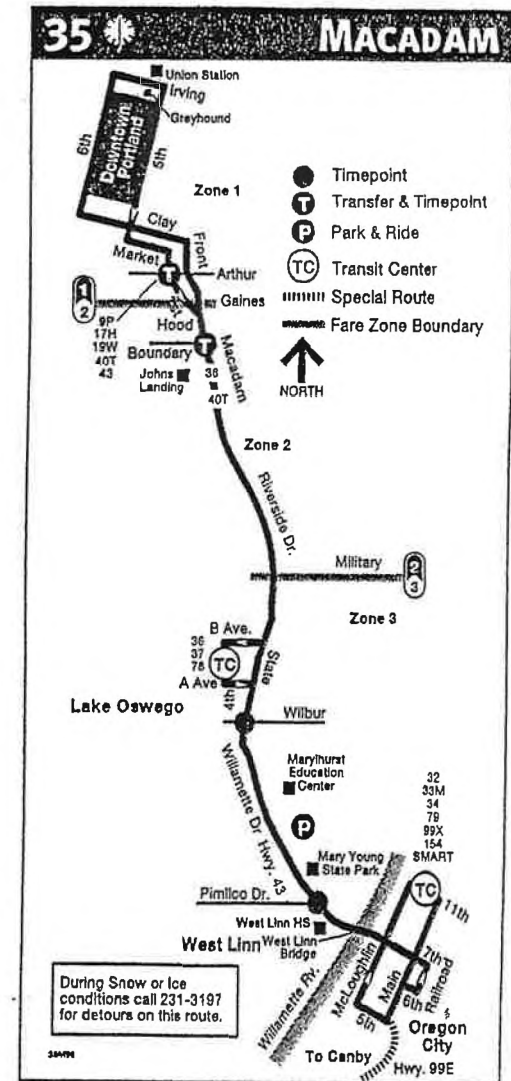 35 MACADAM
Union Station
Irving
Greyhound
6th
Downtown
Portland
5th
Zone 1
Timepoint
T Transfer & Timepoint
P Park & Ride
TC Transit Center
Special Route
Fare Zone Boundary
NORTH
Clay
Market
Front
T
1st
Arthur
1
2
Gaines
9P
17H
19W
40T
43
Hood
Boundary
T
Macadam
Johns
Landing
36
40T
Zone 2
Riverside Dr.
Military
2
3
Zone 3
B Ave.
36
37
78
TC
A Ave
4th
State
Lake Oswego
Wilbur
Marylhurst
Education
Center
Willamette Dr Hwy. 43
P
Mary Young
State Park
Pimlico Dr.
West Linn HS
West Linn
West Linn
Bridge
32
33M
34
79
99X
154
SMART
TC
11th
7th
McLoughlin
Main
6th
Railroad
5th
Willamette Rv.
Oregon
City
To Canby
Hwy. 99E
During Snow or Ice
conditions call 231-3197
for detours on this route.